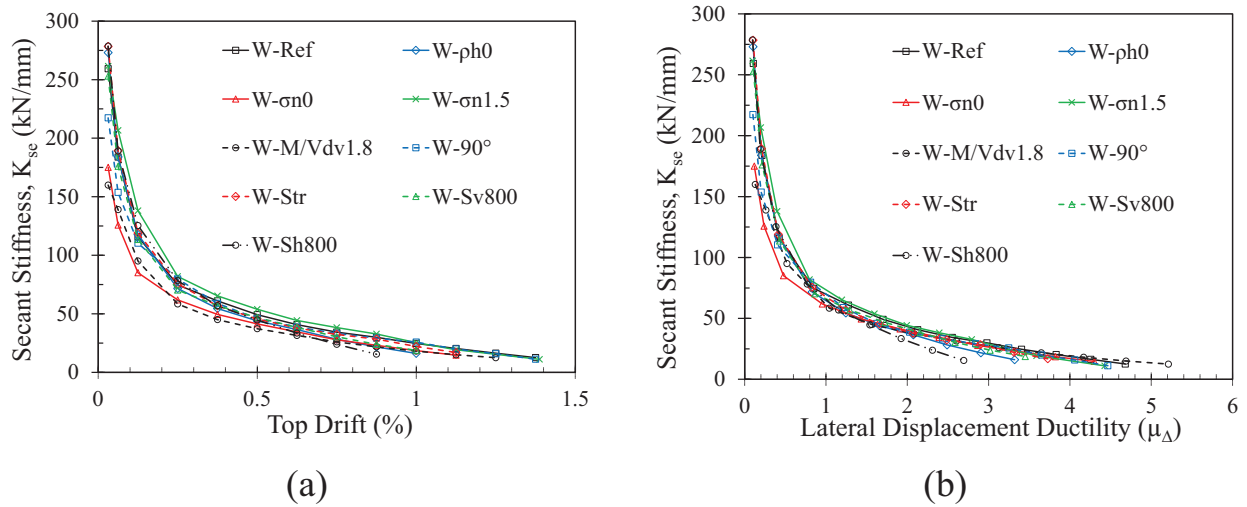 300
250
200
150
100
50
0
Secant Stiffness, K_se (kN/mm)
W-Ref
W-ρh0
W-σn0
W-σn1.5
W-M/Vdv1.8
W-90°
W-Str
W-Sv800
W-Sh800
0
0.5
1
1.5
Top Drift (%)
(a)
300
250
200
150
100
50
0
Secant Stiffness, K_se (kN/mm)
W-Ref
W-ρh0
W-σn0
W-σn1.5
W-M/Vdv1.8
W-90°
W-Str
W-Sv800
W-Sh800
0
1
2
3
4
5
6
Lateral Displacement Ductility (μ_Δ)
(b)